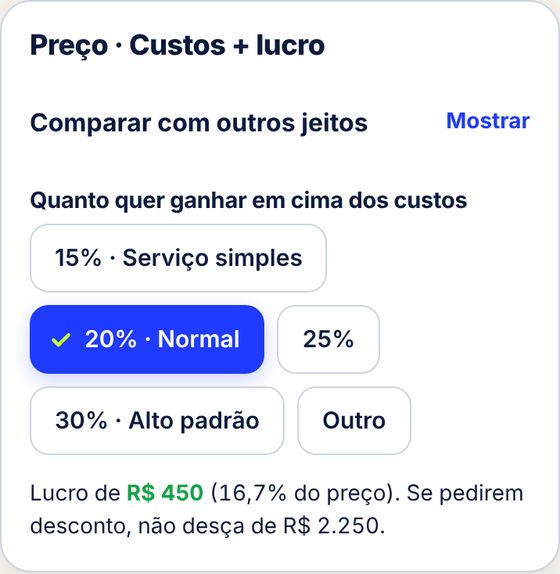 Preço · Custos + lucro
Comparar com outros jeitos
Mostrar
Quanto quer ganhar em cima dos custos
15% · Serviço simples
20% · Normal
25%
30% · Alto padrão
Outro
Lucro de R$ 450 (16,7% do preço). Se pedirem
desconto, não desça de R$ 2.250.